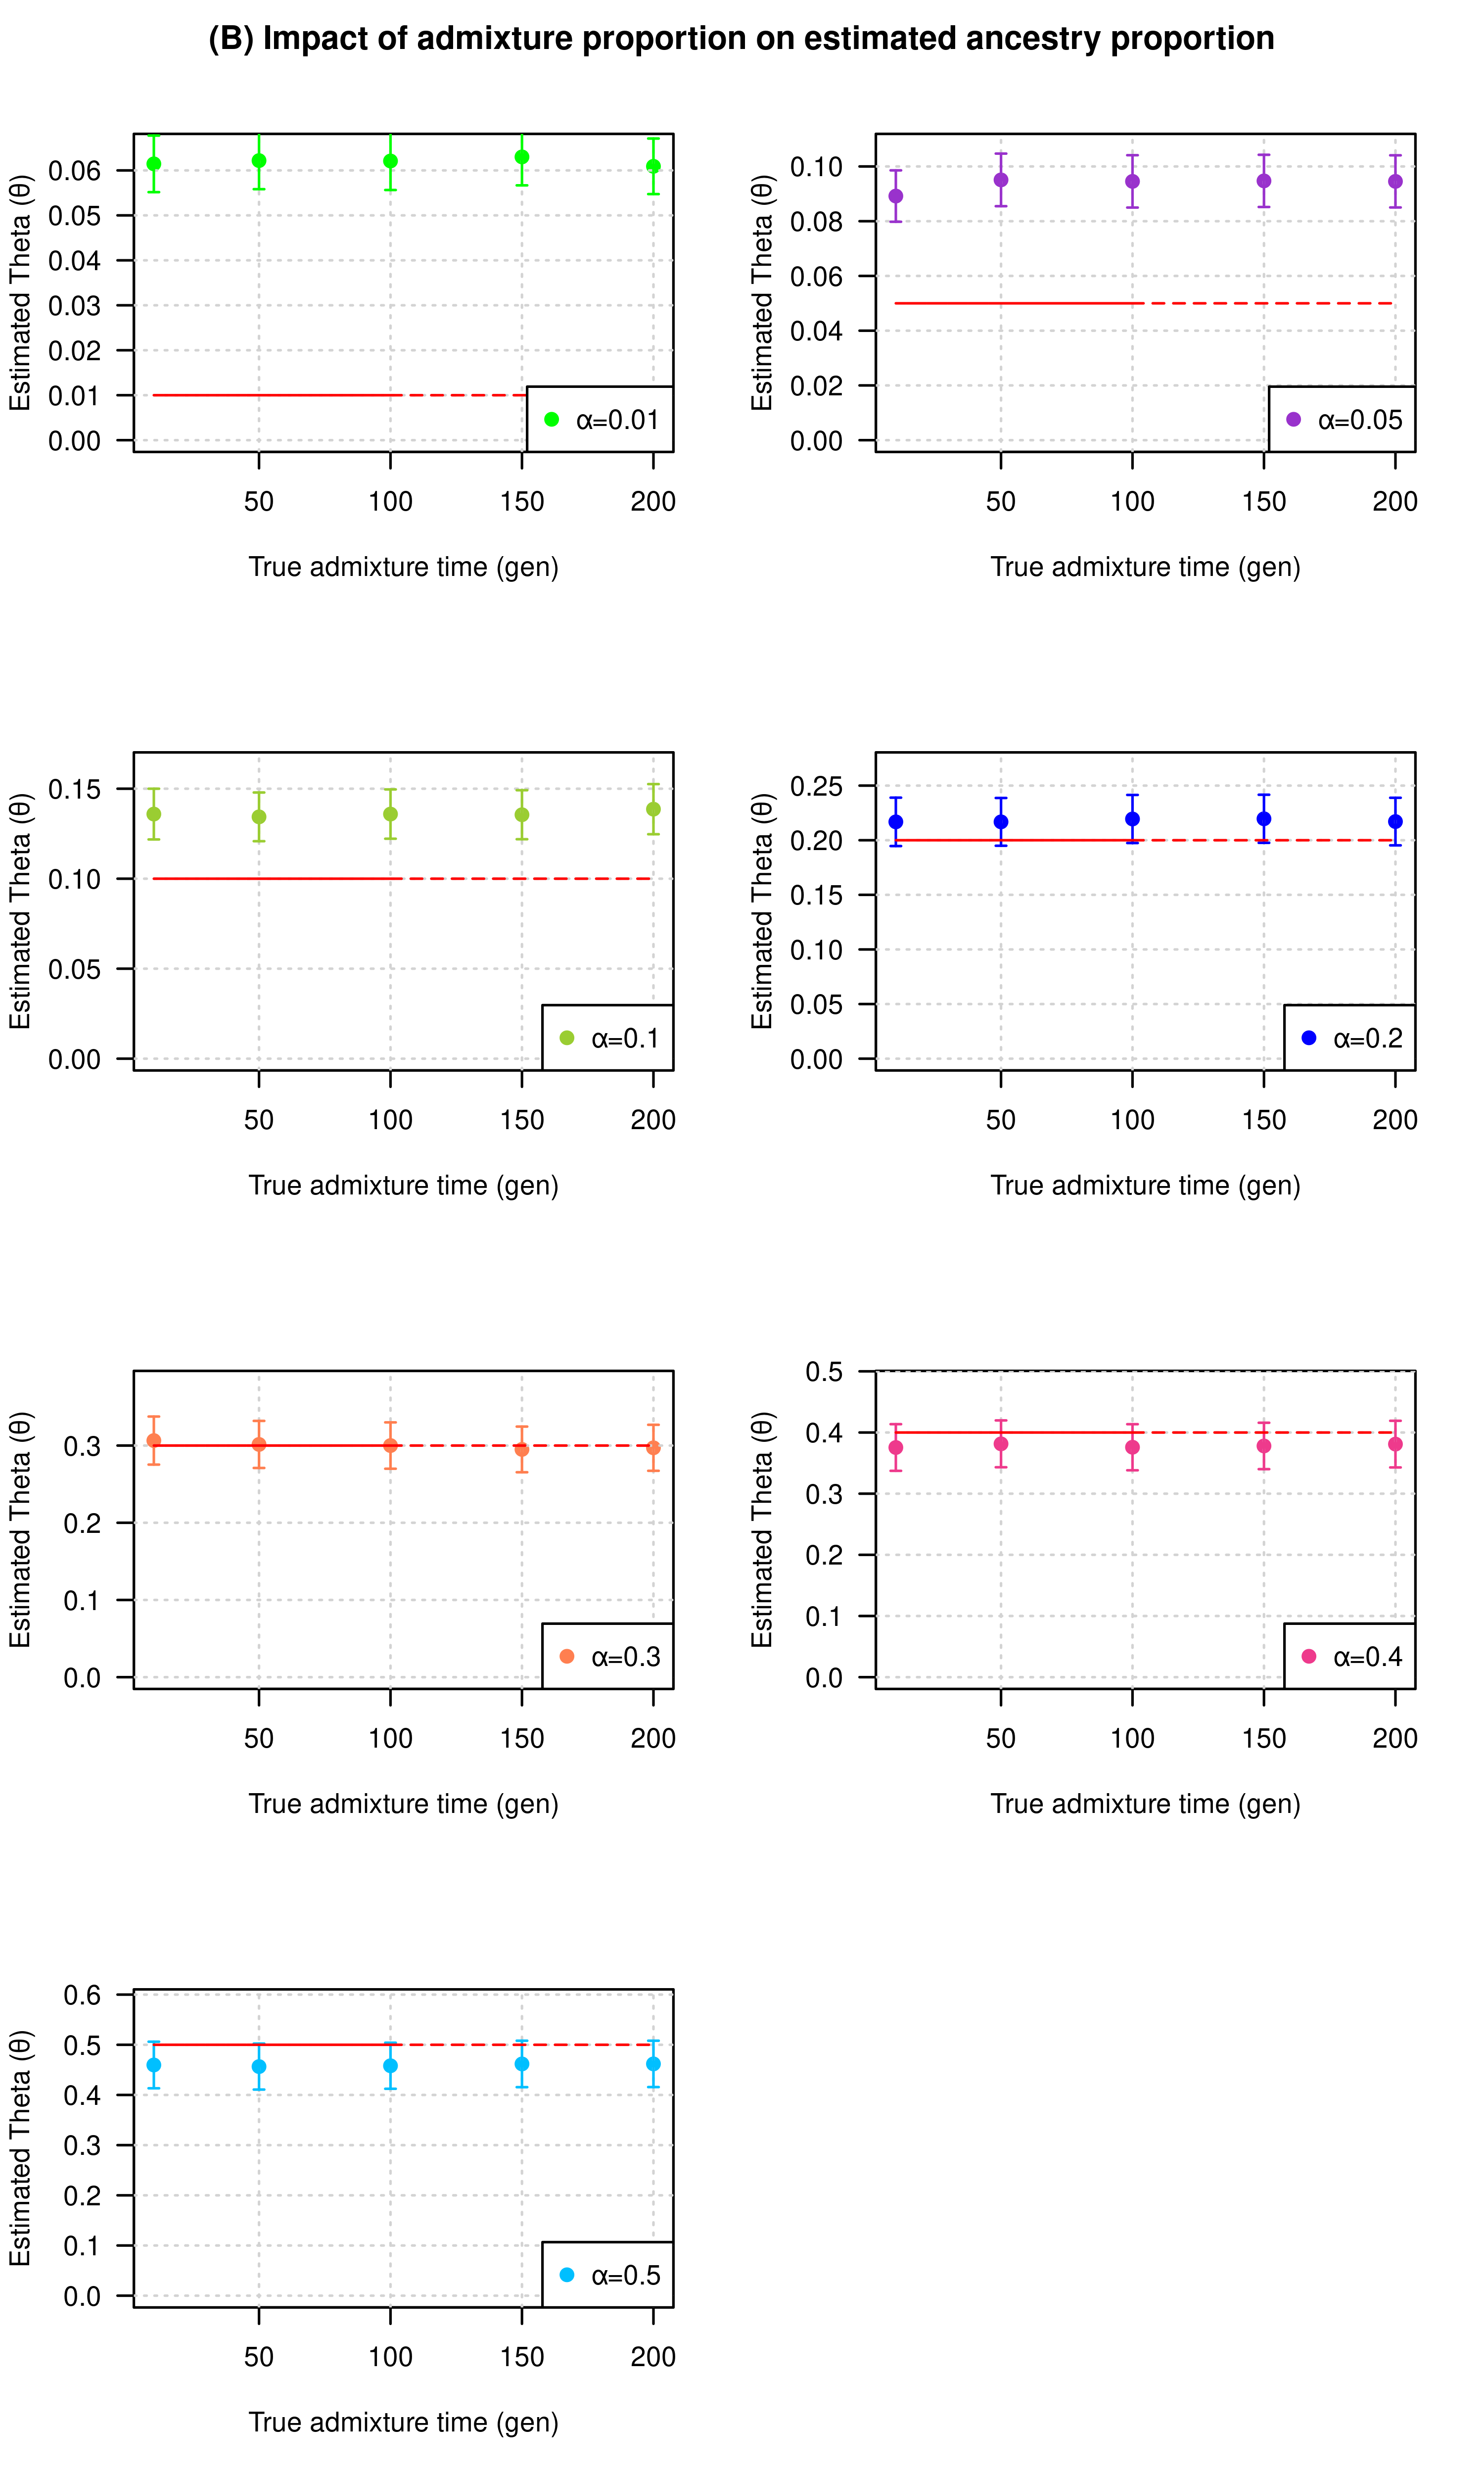 (B) Impact of admixture proportion on estimated ancestry proportion
Estimated Theta (θ)
0.06
0.05
0.04
0.03
0.02
0.01
0.00
α=0.01
50 100 150 200
True admixture time (gen)
Estimated Theta (θ)
0.10
0.08
0.06
0.04
0.02
0.00
α=0.05
50 100 150 200
True admixture time (gen)
Estimated Theta (θ)
0.15
0.10
0.05
0.00
α=0.1
50 100 150 200
True admixture time (gen)
Estimated Theta (θ)
0.25
0.20
0.15
0.10
0.05
0.00
α=0.2
50 100 150 200
True admixture time (gen)
Estimated Theta (θ)
0.3
0.2
0.1
0.0
α=0.3
50 100 150 200
True admixture time (gen)
Estimated Theta (θ)
0.5
0.4
0.3
0.2
0.1
0.0
α=0.4
50 100 150 200
True admixture time (gen)
Estimated Theta (θ)
0.6
0.5
0.4
0.3
0.2
0.1
0.0
α=0.5
50 100 150 200
True admixture time (gen)